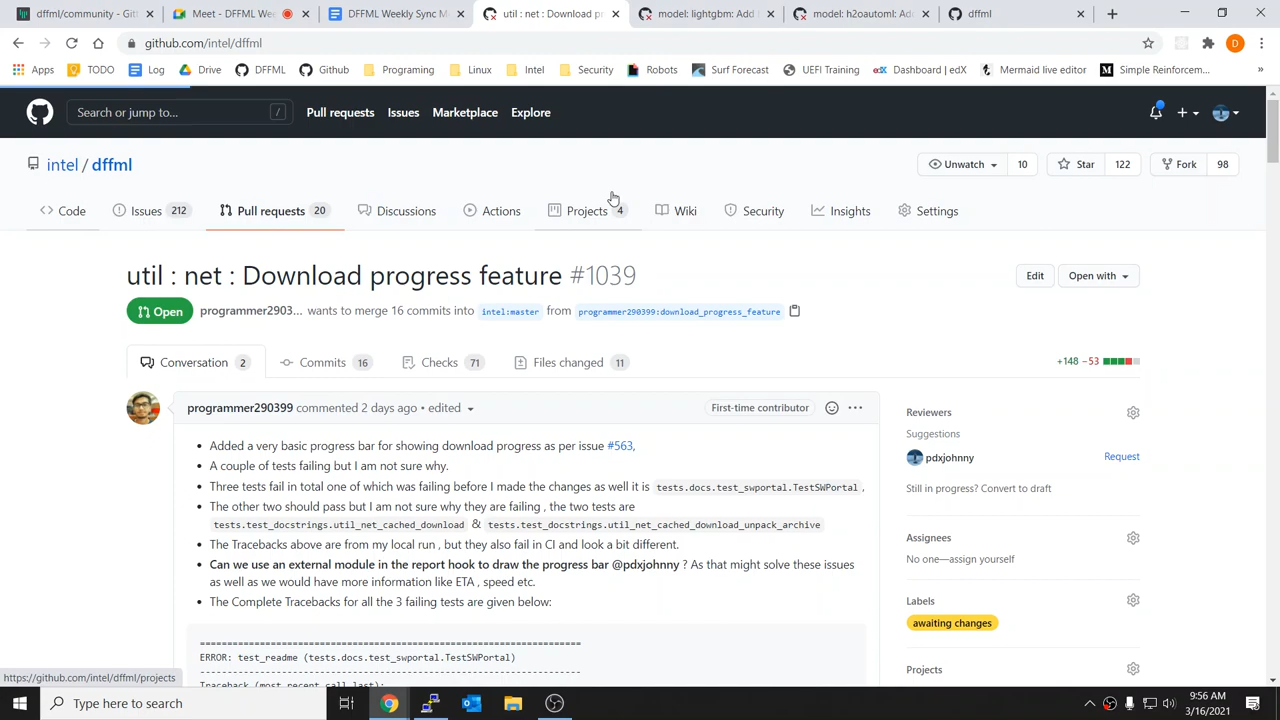 dffml/community - Git
Meet - DFFML We
DFFML Weekly Sync M
util : net : Download p
model: lightgbm: Add
model: h2oautoml: Ad
dffml
github.com/intel/dffml
Apps
TODO
Log
Drive
DFFML
Github
Programing
Linux
Intel
Security
Robots
Surf Forecast
UEFI Training
Dashboard | edX
Mermaid live editor
Simple Reinforcem...
Search or jump to...
/
Pull requests
Issues
Marketplace
Explore
intel / dffml
Unwatch 10
Star 122
Fork 98
Code
Issues 212
Pull requests 20
Discussions
Actions
Projects 4
Wiki
Security
Insights
Settings
util : net : Download progress feature #1039
Edit
Open with
Open
programmer2903... wants to merge 16 commits into intel:master from programmer290399:download_progress_feature
Conversation 2
Commits 16
Checks 71
Files changed 11
+148 −53
programmer290399 commented 2 days ago • edited
First-time contributor
Added a very basic progress bar for showing download progress as per issue #563,
A couple of tests failing but I am not sure why.
Three tests fail in total one of which was failing before I made the changes as well it is tests.docs.test_swportal.TestSWPortal ,
The other two should pass but I am not sure why they are failing , the two tests are
tests.test_docstrings.util_net_cached_download & tests.test_docstrings.util_net_cached_download_unpack_archive
The Tracebacks above are from my local run , but they also fail in CI and look a bit different.
Can we use an external module in the report hook to draw the progress bar @pdxjohnny ? As that might solve these issues
as well as we would have more information like ETA , speed etc.
The Complete Tracebacks for all the 3 failing tests are given below:
======================================================================
ERROR: test_readme (tests.docs.test_swportal.TestSWPortal)
----------------------------------------------------------------------
Traceback (most recent call last):
Reviewers
Suggestions
pdxjohnny
Request
Still in progress? Convert to draft
Assignees
No one—assign yourself
Labels
awaiting changes
Projects
https://github.com/intel/dffml/projects
Type here to search
9:56 AM
3/16/2021